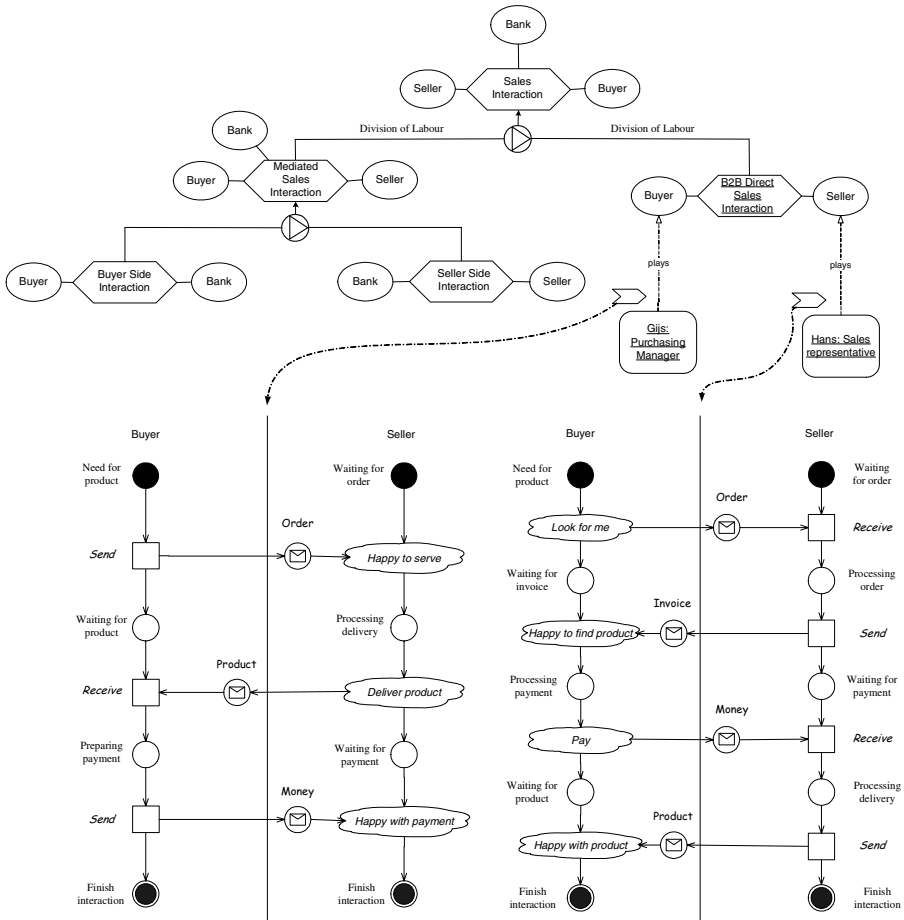 Bank
Seller
Sales
Interaction
Buyer
Division of Labour
Division of Labour
Bank
Buyer
Mediated
Sales
Interaction
Seller
Buyer
B2B Direct
Sales
Interaction
Seller
plays
plays
Buyer
Buyer Side
Interaction
Bank
Bank
Seller Side
Interaction
Seller
Gijs:
Purchasing
Manager
Hans: Sales
representative
Buyer
Seller
Need for
product
Waiting for
order
Order
Send
Happy to serve
Waiting for
product
Processing
delivery
Product
Receive
Deliver product
Preparing
payment
Waiting for
payment
Money
Send
Happy with payment
Finish
interaction
Finish
interaction
Buyer
Seller
Need for
product
Waiting
for order
Order
Look for me
Receive
Waiting for
invoice
Processing
order
Invoice
Happy to find product
Send
Processing
payment
Waiting for
payment
Money
Pay
Receive
Waiting for
product
Processing
delivery
Product
Happy with product
Send
Finish
interaction
Finish
interaction